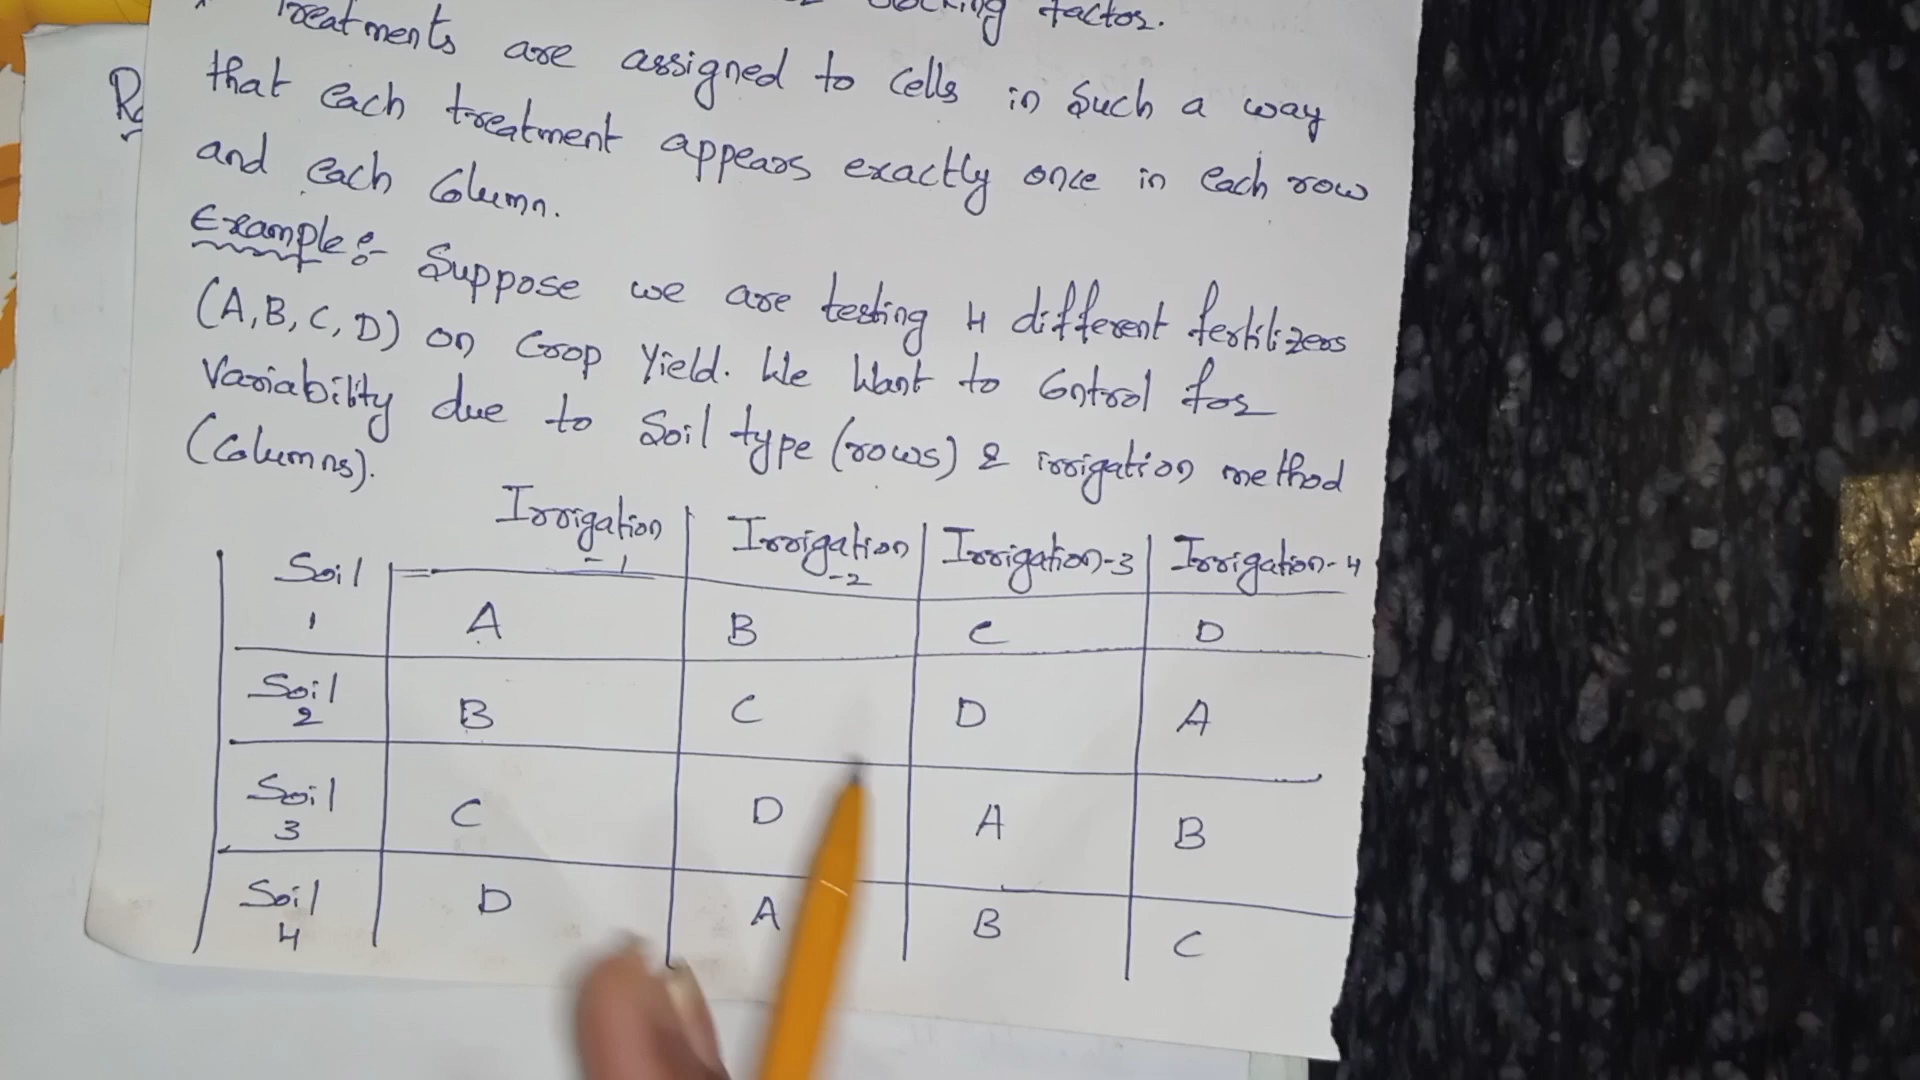 blocking factor.
Treatments are assigned to cells in such a way
that each treatment appears exactly once in each row
and each column.
Example:- Suppose we are testing 4 different fertilizers
(A, B, C, D) on crop yield. We want to control for
variability due to soil type (rows) & irrigation method
(columns).
Soil 1 Irrigation-1 Irrigation-2 Irrigation-3 Irrigation-4
A B C D
Soil 2 B C D A
Soil 3 C D A B
Soil 4 D A B C